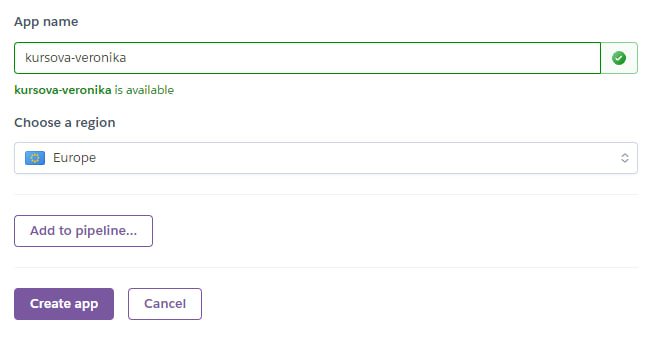 App name
kursova-veronika
kursova-veronika is available
Choose a region
Europe
Add to pipeline...
Create app
Cancel